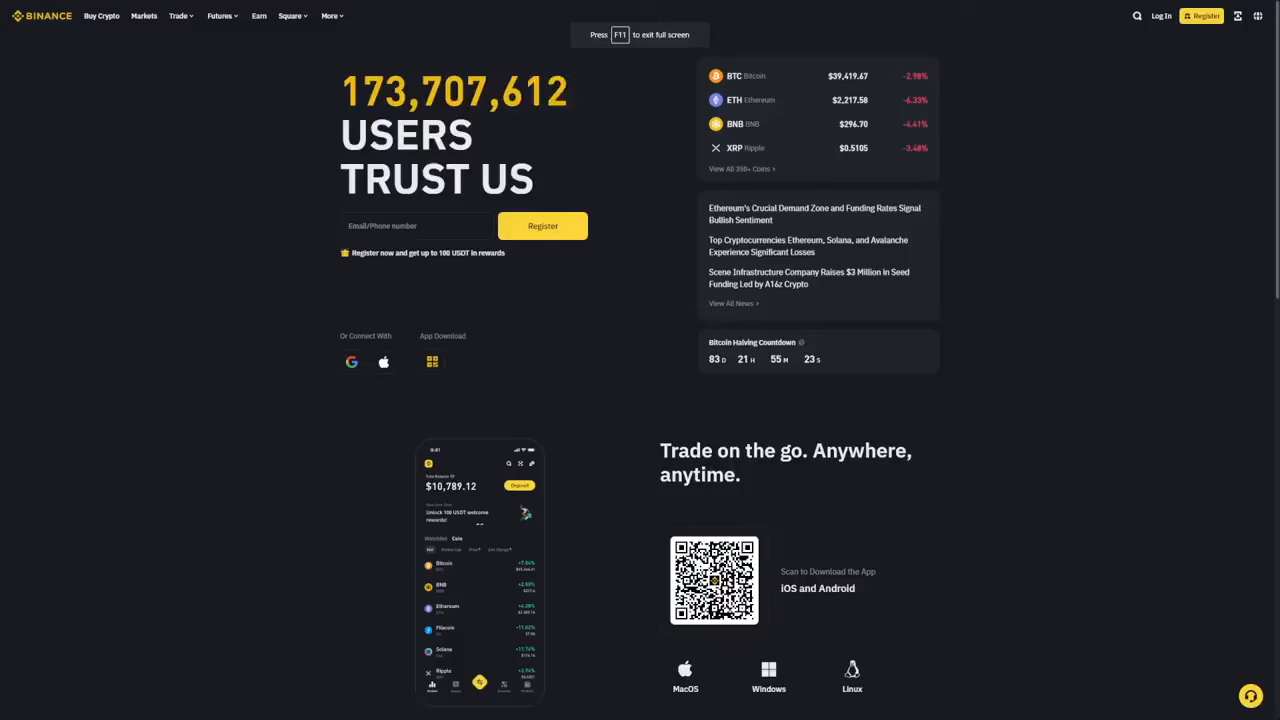 BINANCE Buy Crypto Markets Trade Futures Earn Square More Log In Register
Press F11 to exit full screen
173,707,612
USERS
TRUST US
Email/Phone number Register
Register now and get up to 100 USDT in rewards
Or Connect With App Download
BTC Bitcoin $39,419.67 -2.98%
ETH Ethereum $2,217.58 -6.33%
BNB BNB $296.70 -4.41%
XRP Ripple $0.5105 -3.48%
View All 350+ Coins >
Ethereum's Crucial Demand Zone and Funding Rates Signal
Bullish Sentiment
Top Cryptocurrencies Ethereum, Solana, and Avalanche
Experience Significant Losses
Scene Infrastructure Company Raises $3 Million in Seed
Funding Led by A16z Crypto
View All News >
Bitcoin Halving Countdown
83 D 21 H 55 M 23 S
Total Balance
$10,789.12 Deposit
Unlock 100 USDT welcome
rewards!
Watchlist Coin
Bitcoin +7.04%
BNB
Ethereum
Filecoin
Solana
Ripple
Trade on the go. Anywhere,
anytime.
Scan to Download the App
iOS and Android
MacOS Windows Linux